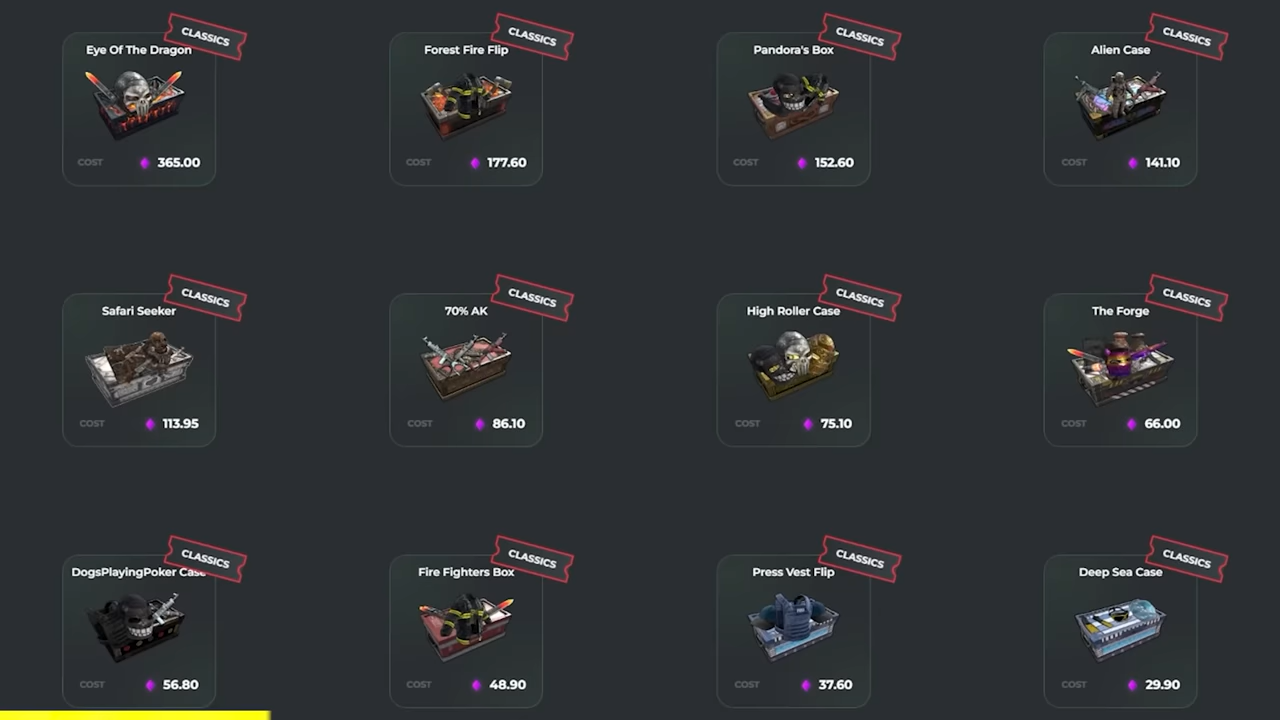 CLASSICS CLASSICS CLASSICS CLASSICS
Eye Of The Dragon Forest Fire Flip Pandora's Box Alien Case
COST 365.00 COST 177.60 COST 152.60 COST 141.10
CLASSICS CLASSICS CLASSICS CLASSICS
Safari Seeker 70% AK High Roller Case The Forge
COST 113.95 COST 86.10 COST 75.10 COST 66.00
CLASSICS CLASSICS CLASSICS CLASSICS
DogsPlayingPoker Case Fire Fighters Box Press Vest Flip Deep Sea Case
COST 56.80 COST 48.90 COST 37.60 COST 29.90